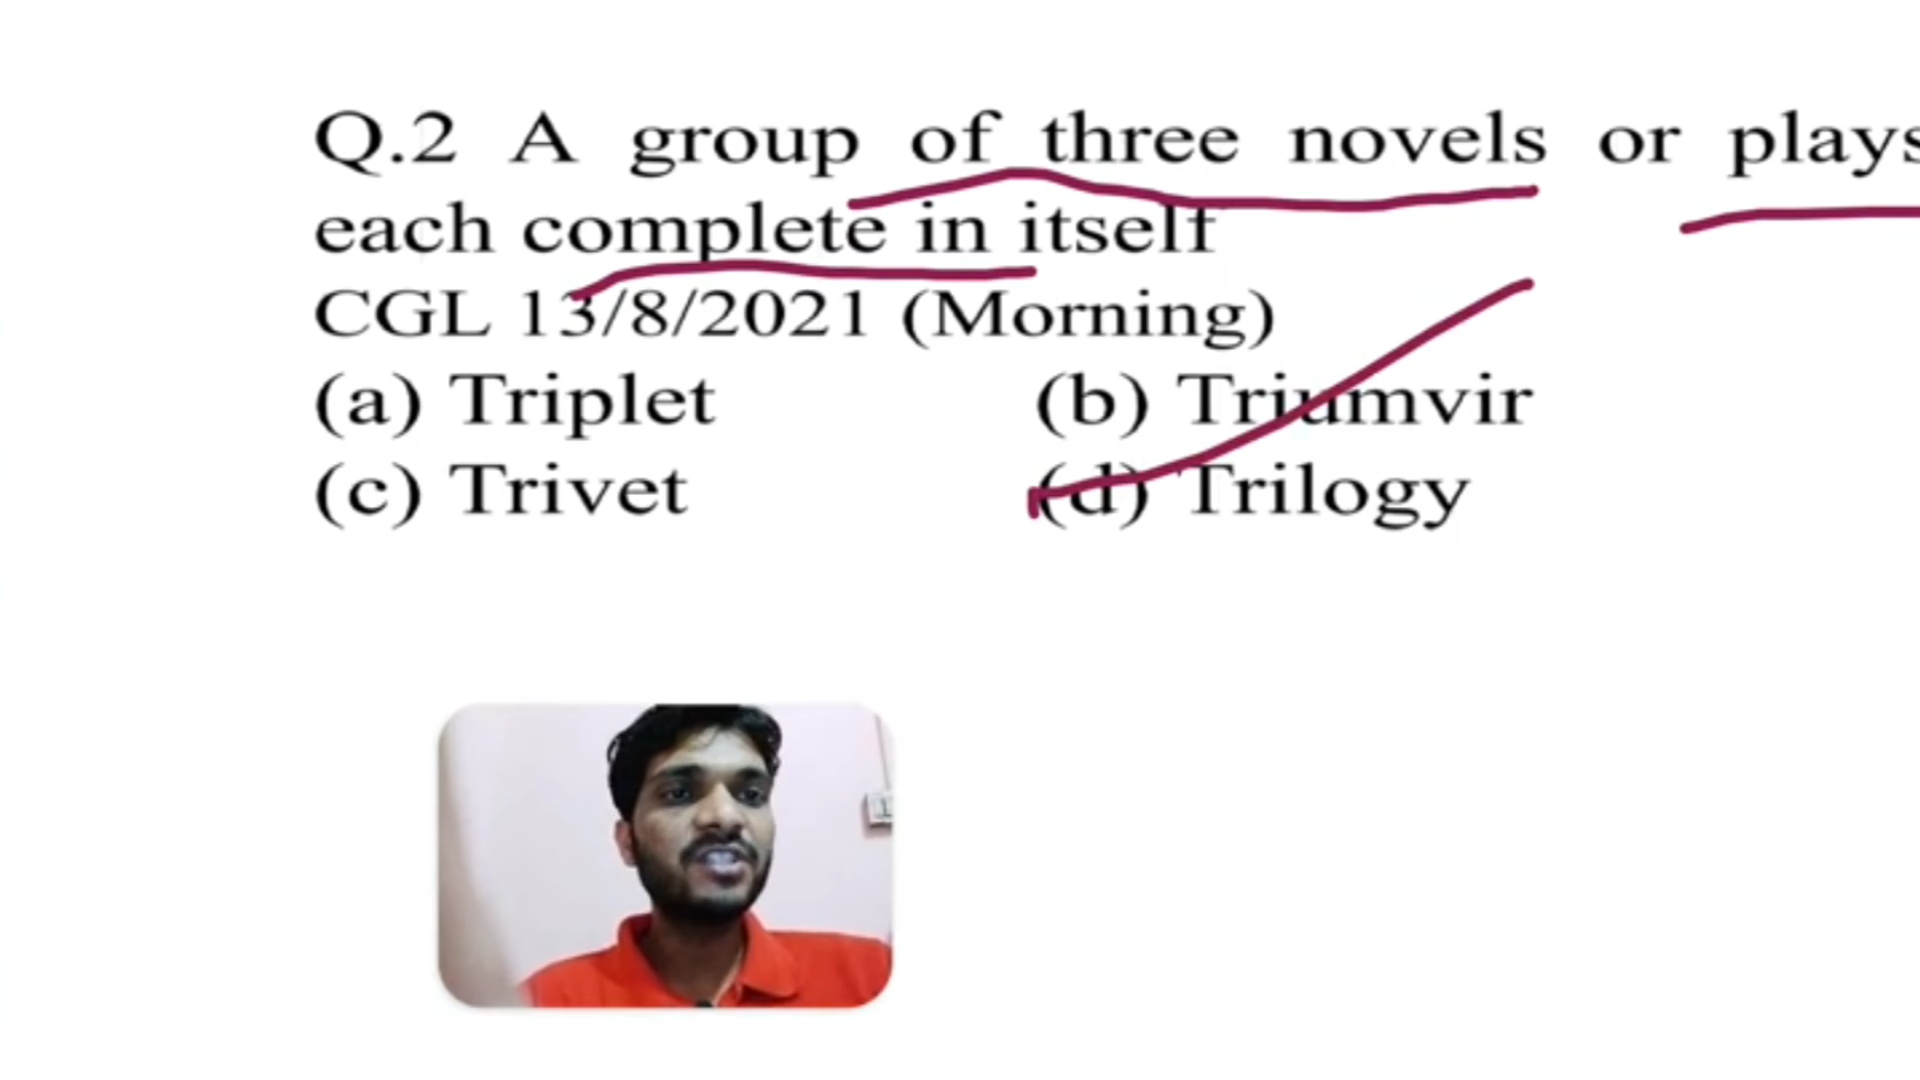 Q.2 A group of three novels or plays
each complete in itself
CGL 13/8/2021 (Morning)
(a) Triplet (b) Triumvir
(c) Trivet (d) Trilogy